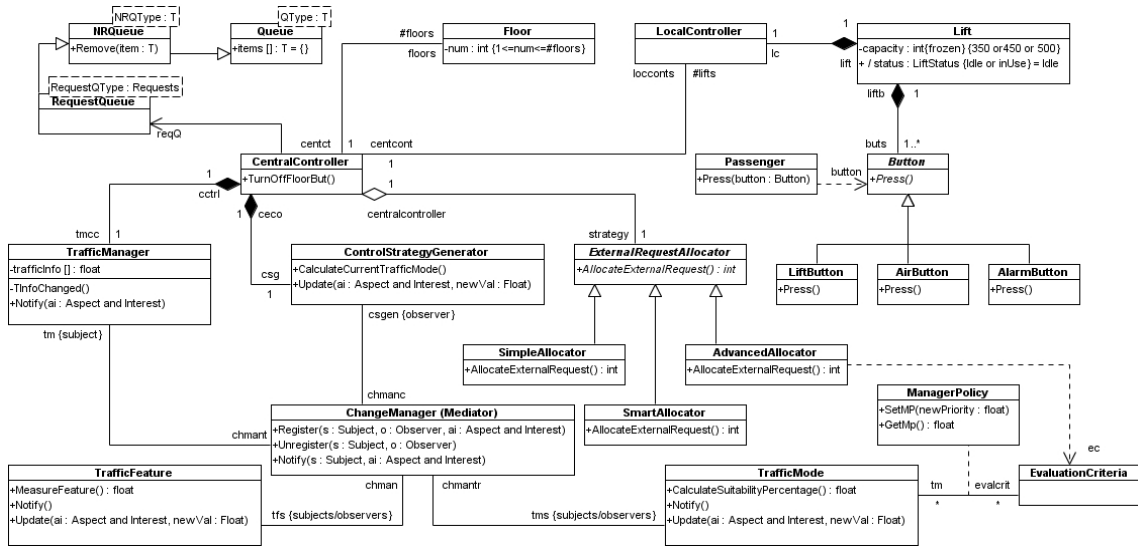 NRQType : T
NRQueue
+Remove(item : T)
QType : T
Queue
+items [] : T = {}
RequestQType : Requests
RequestQueue
reqQ
#floors
floors
Floor
-num : int {1<=num<=#floors}
LocalController
locconts
#lifts
1
lc
1
lift
Lift
-capacity : int{frozen} {350 or450 or 500}
+ / status : LiftStatus {Idle or inUse} = Idle
liftb
1
buts
1..*
centct
1
centcont
CentralController
+TurnOffFloorBut()
1
1
cctrl
1
1
ceco
centralcontroller
Passenger
+Press(button : Button)
button
Button
+Press()
LiftButton
+Press()
AirButton
+Press()
AlarmButton
+Press()
tmcc
1
TrafficManager
-trafficInfo [] : float
-TInfoChanged()
+Notify(ai : Aspect and Interest)
tm {subject}
csg
1
ControlStrategyGenerator
+CalculateCurrentTrafficMode()
+Update(ai : Aspect and Interest, newVal : Float)
csgen {observer}
strategy
1
ExternalRequestAllocator
+AllocateExternalRequest() : int
SimpleAllocator
+AllocateExternalRequest() : int
AdvancedAllocator
+AllocateExternalRequest() : int
SmartAllocator
+AllocateExternalRequest() : int
ManagerPolicy
+SetMP(newPriority : float)
+GetMp() : float
chmanc
chmant
ChangeManager (Mediator)
+Register(s : Subject, o : Observer, ai : Aspect and Interest)
+Unregister(s : Subject, o : Observer)
+Notify(s : Subject, ai : Aspect and Interest)
chman
chmantr
TrafficFeature
+MeasureFeature() : float
+Notify()
+Update(ai : Aspect and Interest, newVal : Float)
tfs {subjects/observers}
tms {subjects/observers}
TrafficMode
+CalculateSuitabilityPercentage() : float
+Notify()
+Update(ai : Aspect and Interest, newVal : Float)
tm
*
evalcrit
*
ec
EvaluationCriteria